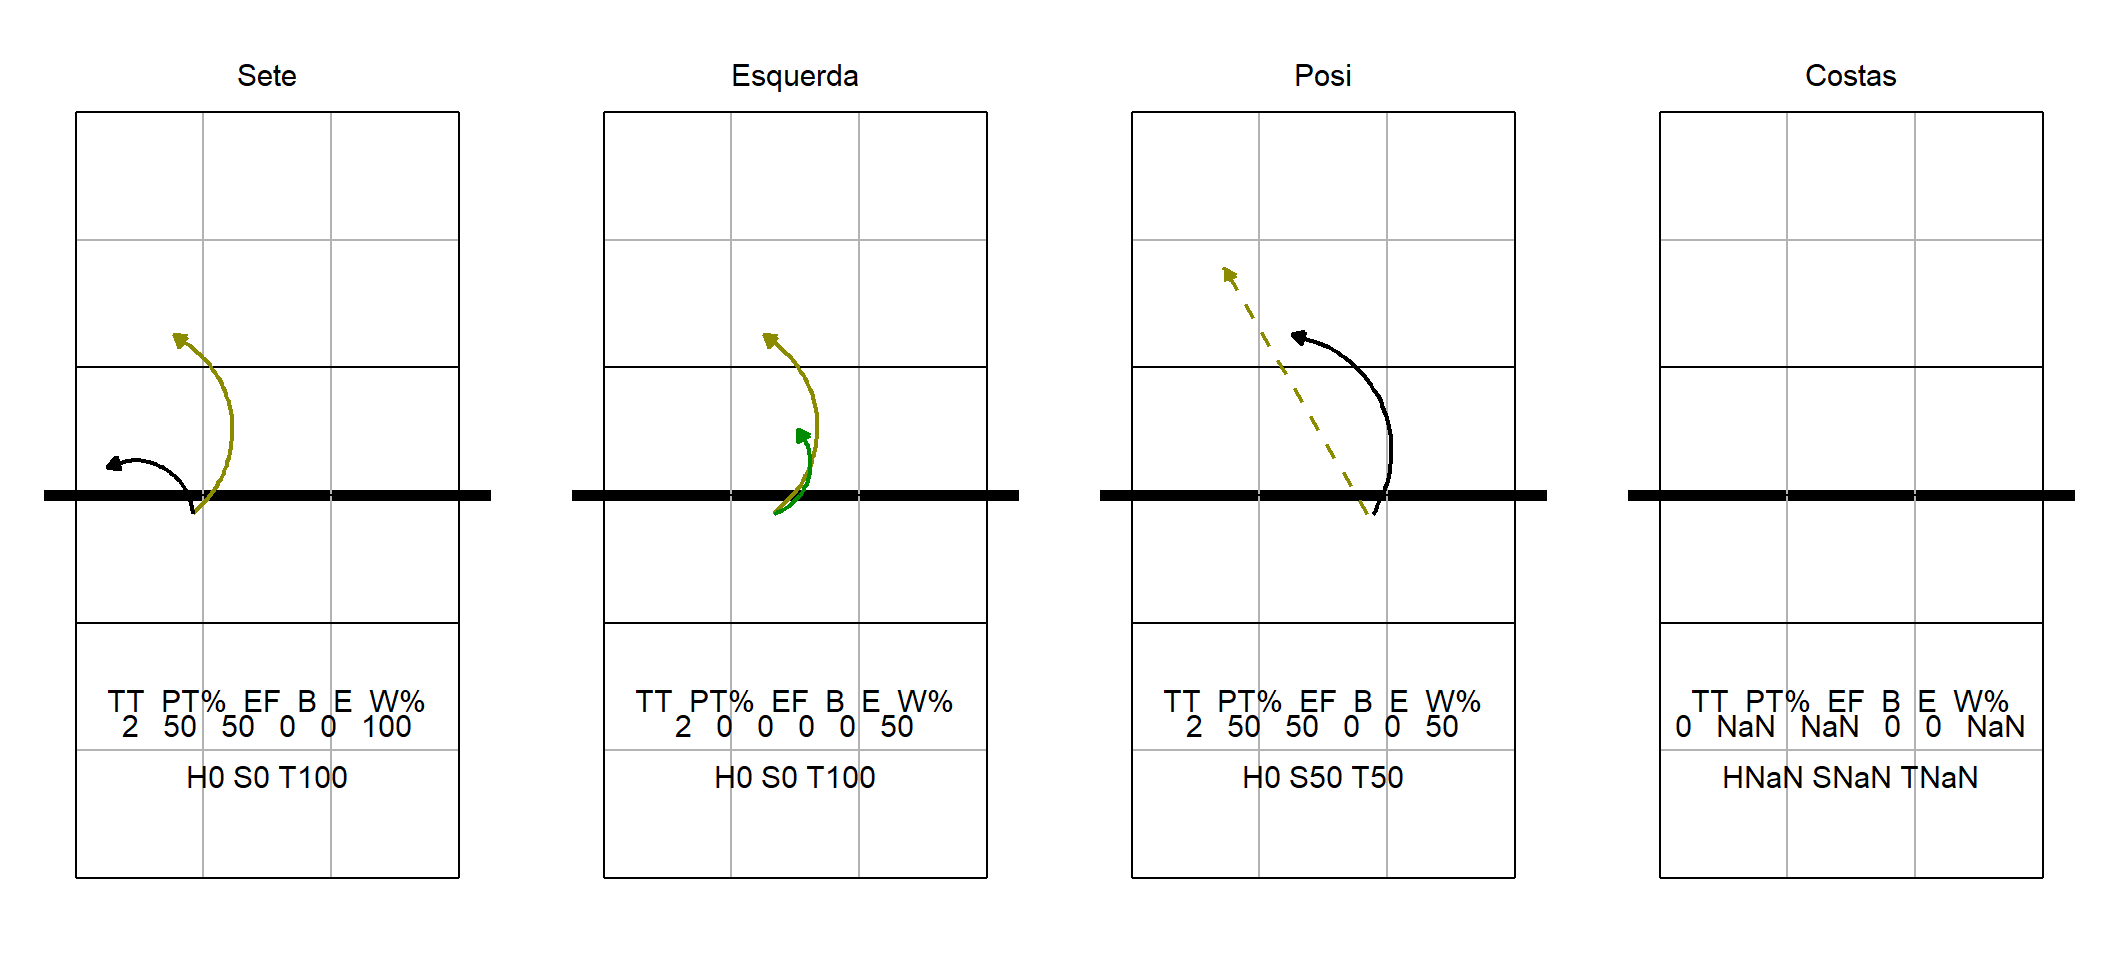 Sete
TT PT% EF B E W%
2 50 50 0 0 100
H0 S0 T100
Esquerda
TT PT% EF B E W%
2 0 0 0 0 50
H0 S0 T100
Posi
TT PT% EF B E W%
2 50 50 0 0 50
H0 S50 T50
Costas
TT PT% EF B E W%
0 NaN NaN 0 0 NaN
HNaN SNaN TNaN